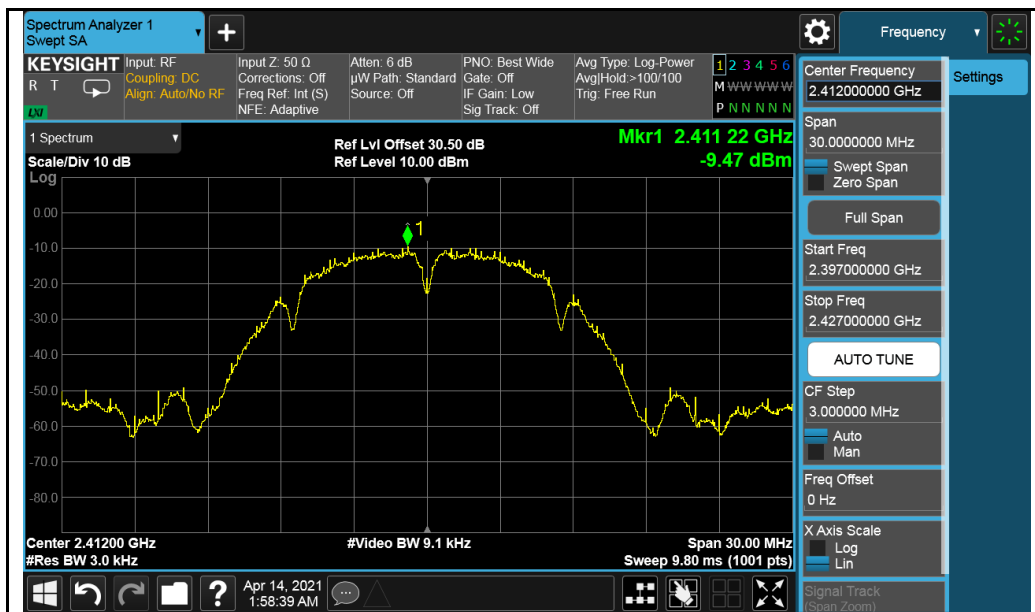 Spectrum Analyzer 1
Swept SA
+
Frequency
KEYSIGHT
R T
LXI
Input: RF
Coupling: DC
Align: Auto/No RF
Input Z: 50 Ω
Corrections: Off
Freq Ref: Int (S)
NFE: Adaptive
Atten: 6 dB
µW Path: Standard
Source: Off
PNO: Best Wide
Gate: Off
IF Gain: Low
Sig Track: Off
Avg Type: Log-Power
Avg|Hold:>100/100
Trig: Free Run
1 2 3 4 5 6
M W W W W W
P N N N N N
1 Spectrum
Scale/Div 10 dB
Log
Ref Lvl Offset 30.50 dB
Ref Level 10.00 dBm
Mkr1 2.411 22 GHz
-9.47 dBm
0.00
-10.0
-20.0
-30.0
-40.0
-50.0
-60.0
-70.0
-80.0
1
Center 2.41200 GHz
#Res BW 3.0 kHz
#Video BW 9.1 kHz
Span 30.00 MHz
Sweep 9.80 ms (1001 pts)
Center Frequency
2.412000000 GHz
Settings
Span
30.0000000 MHz
Swept Span
Zero Span
Full Span
Start Freq
2.397000000 GHz
Stop Freq
2.427000000 GHz
AUTO TUNE
CF Step
3.000000 MHz
Auto
Man
Freq Offset
0 Hz
X Axis Scale
Log
Lin
Signal Track
(Span Zoom)
?
Apr 14, 2021
1:58:39 AM